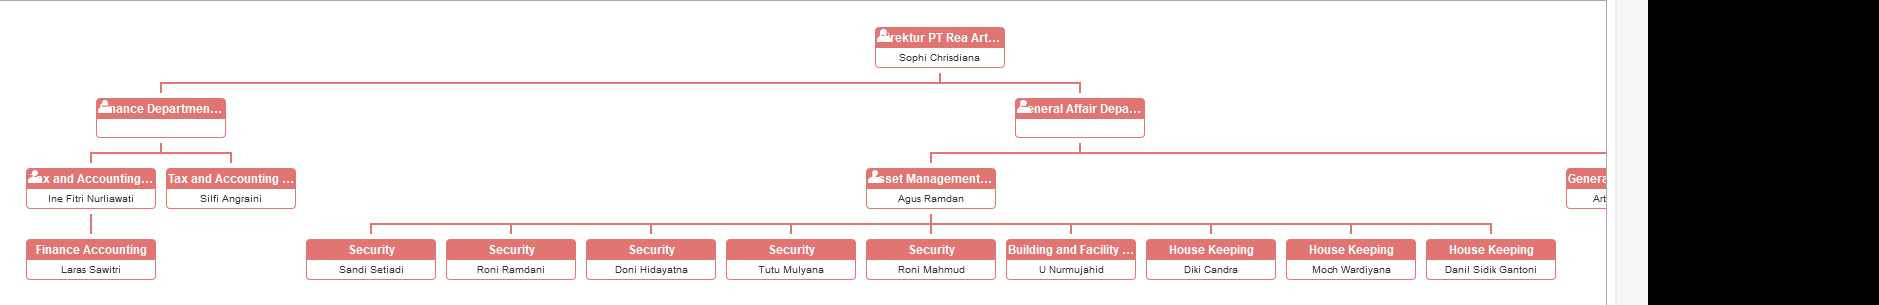 irektur PT Rea Art...
Sophi Chrisdiana
nance Departmen...
eneral Affair Depa...
x and Accounting...
Ine Fitri Nurliawati
Tax and Accounting ...
Silfi Angraini
sset Management...
Agus Ramdan
Genera
Art
Finance Accounting
Laras Sawitri
Security
Sandi Setiadi
Security
Roni Ramdani
Security
Doni Hidayatna
Security
Tutu Mulyana
Security
Roni Mahmud
Building and Facility ...
U Nurmujahid
House Keeping
Diki Candra
House Keeping
Moch Wardiyana
House Keeping
Danil Sidik Gantoni